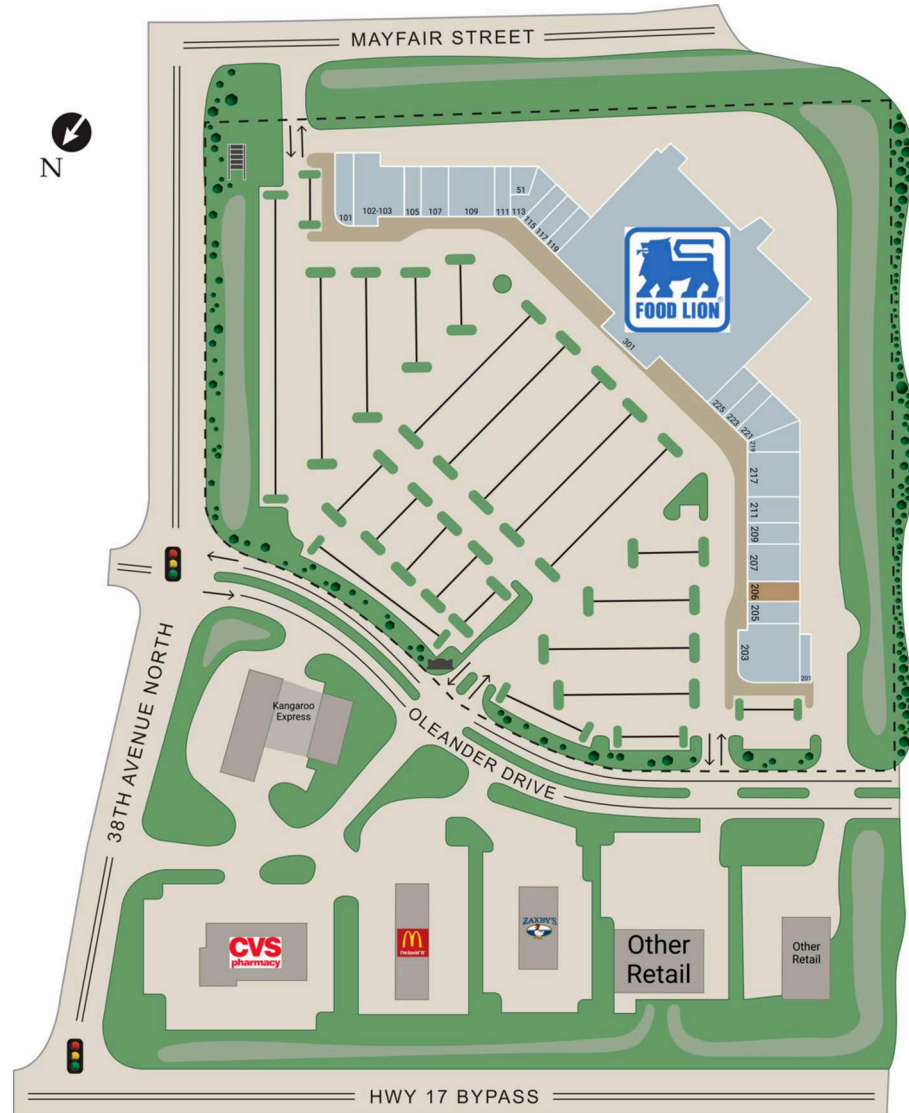 MAYFAIR STREET
N
51
101
102-103
105
107
109
111
113
115
117
119
FOOD LION
301
225
223
221
219
217
211
209
207
206
205
203
201
38TH AVENUE NORTH
Kangaroo
Express
OLEANDER DRIVE
CVS
pharmacy
i'm lovin' it
ZAXBY'S
Other
Retail
Other
Retail
HWY 17 BYPASS